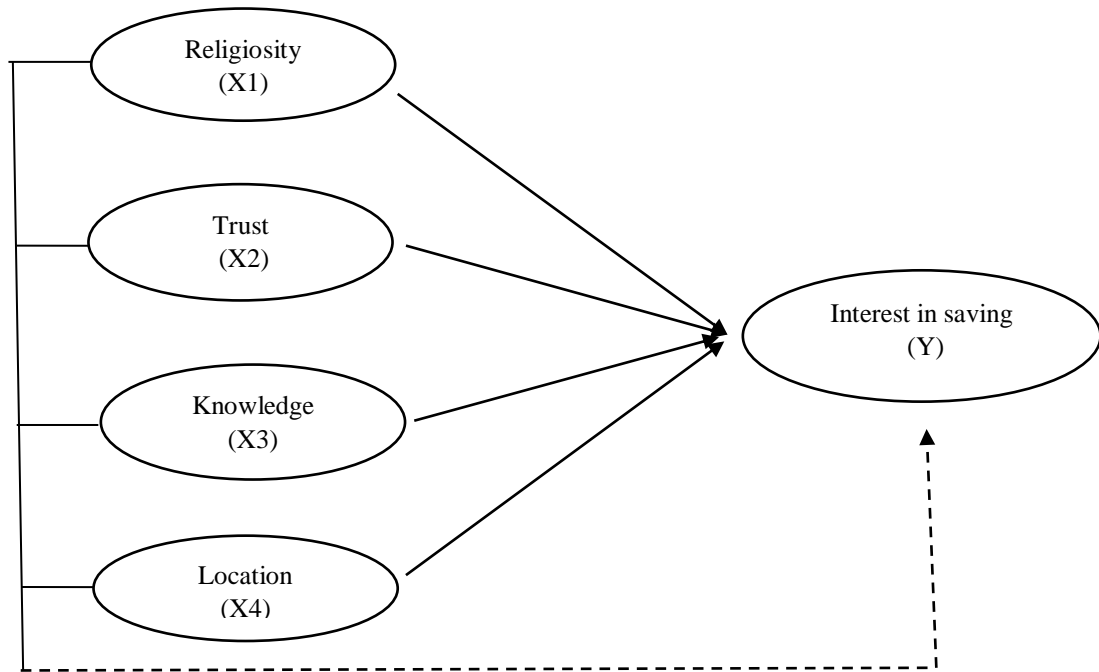 Religiosity
(X1)
Trust
(X2)
Knowledge
(X3)
Location
(X4)
Interest in saving
(Y)